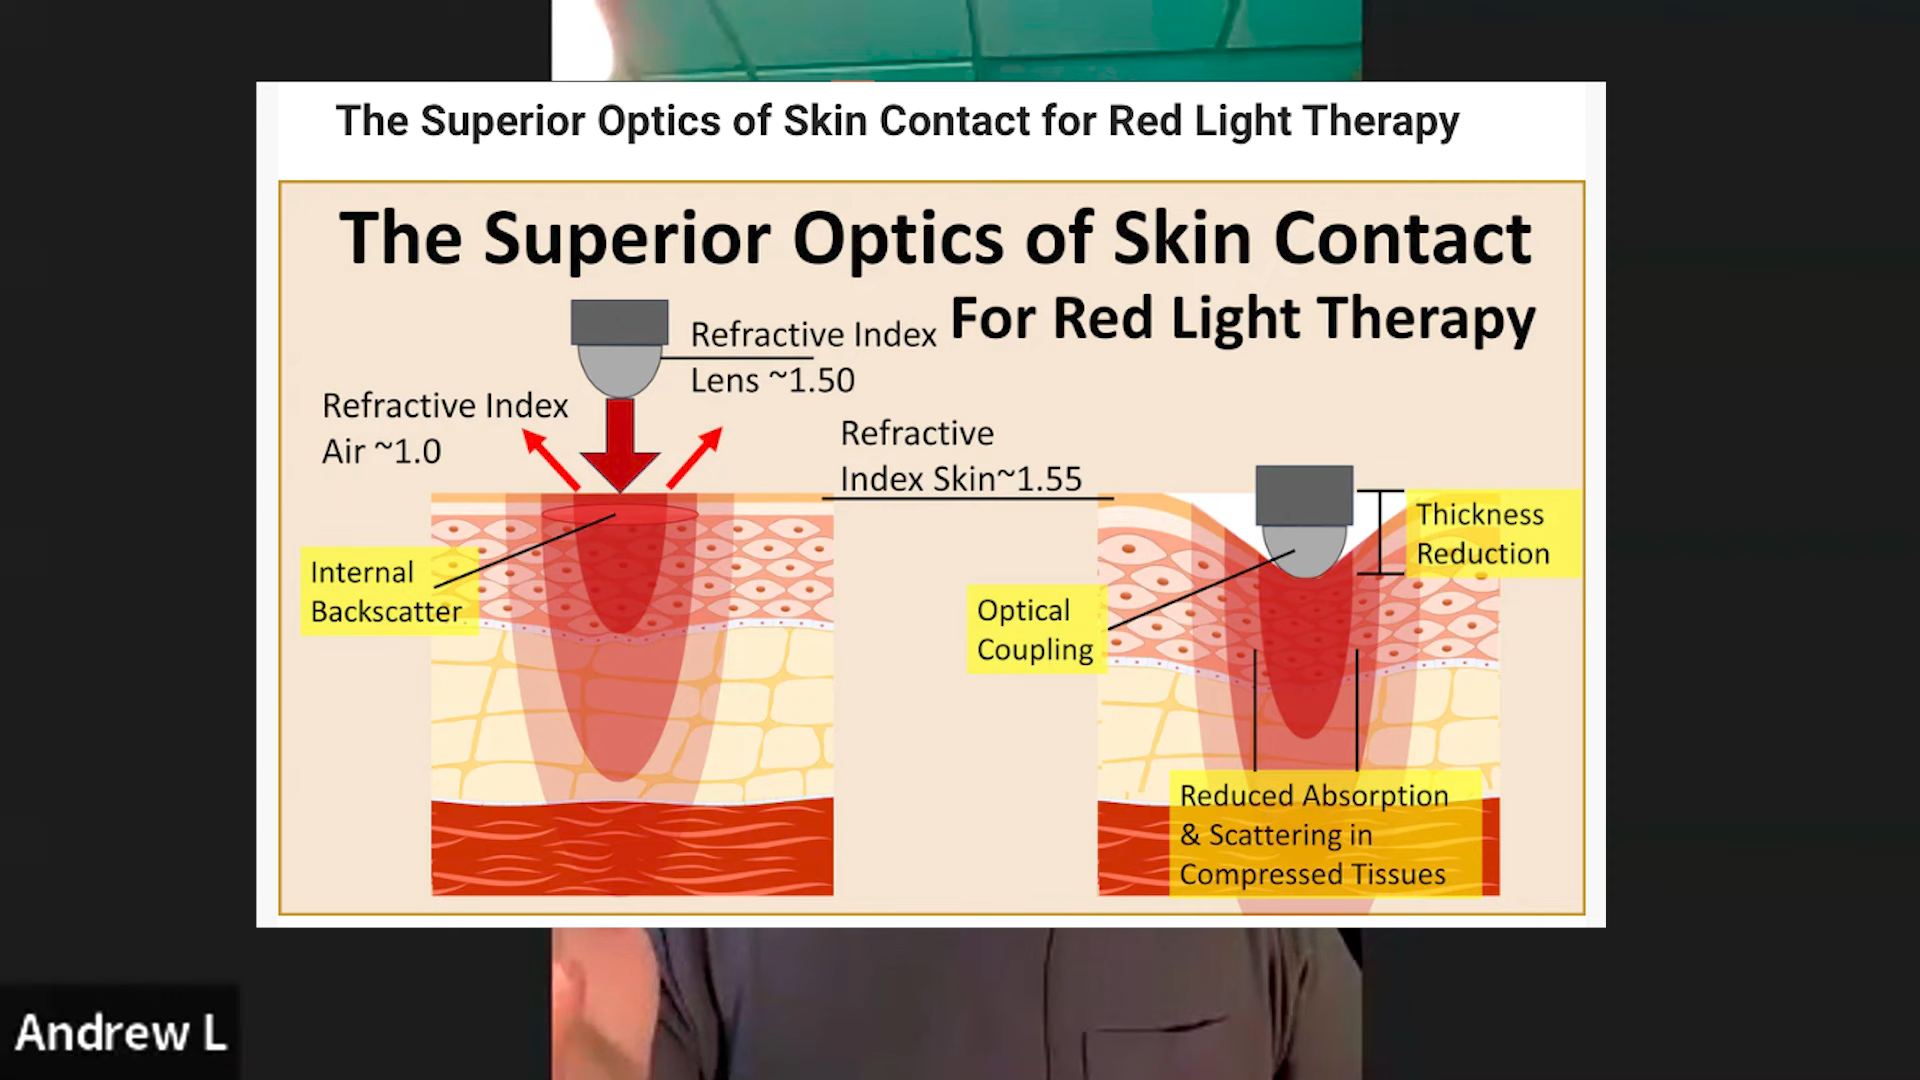 The Superior Optics of Skin Contact for Red Light Therapy
The Superior Optics of Skin Contact
For Red Light Therapy
Refractive Index
Lens ~1.50
Refractive Index
Air ~1.0
Refractive
Index Skin~1.55
Internal
Backscatter
Thickness
Reduction
Optical
Coupling
Reduced Absorption
& Scattering in
Compressed Tissues
Andrew L